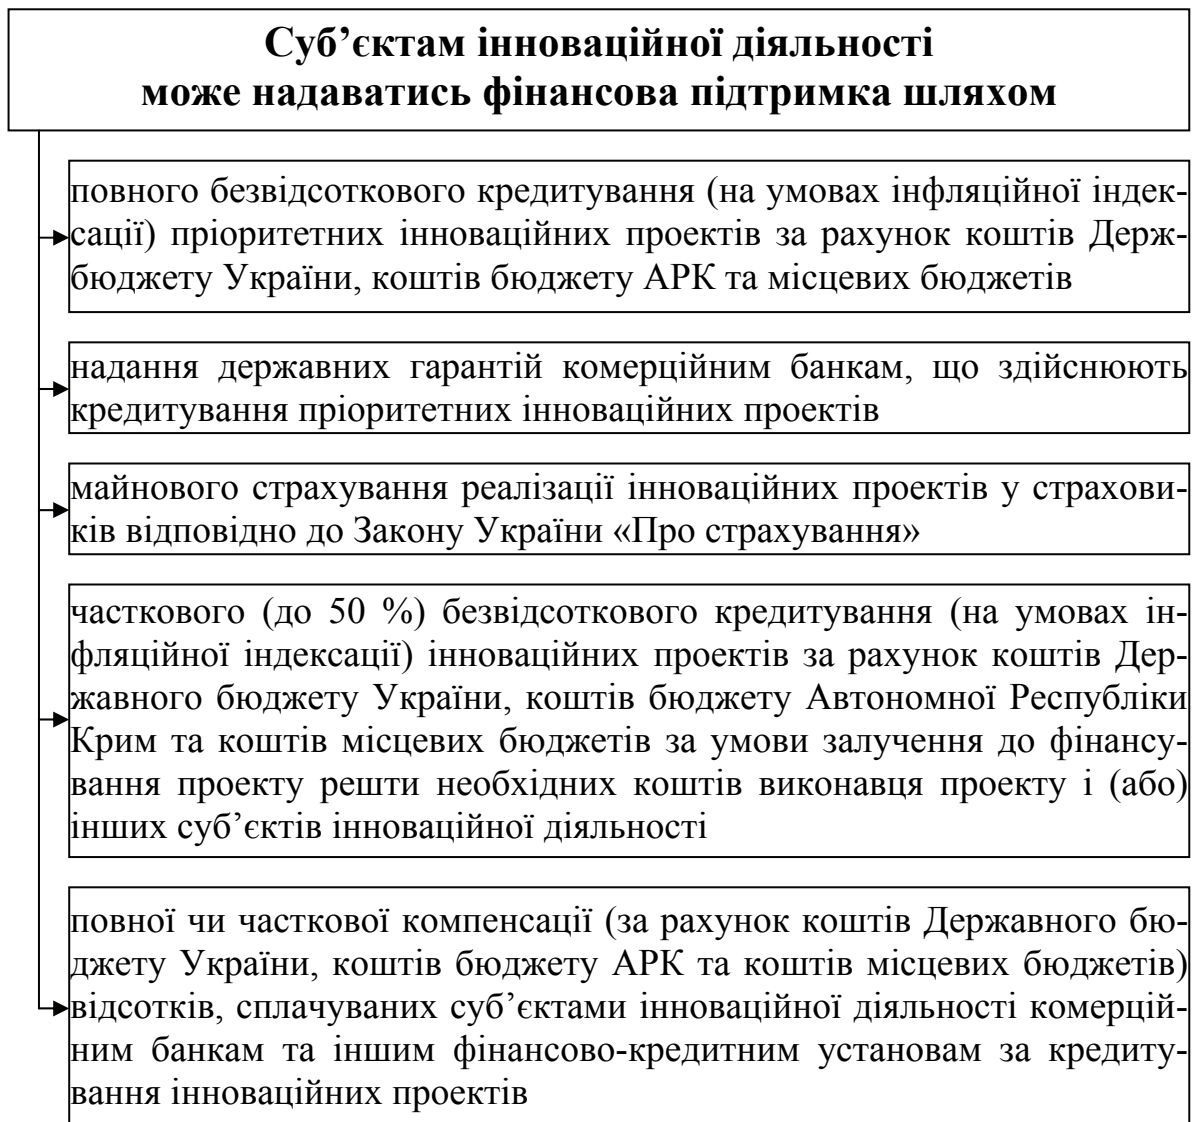 Суб’єктам інноваційної діяльності
може надаватись фінансова підтримка шляхом
повного безвідсоткового кредитування (на умовах інфляційної індек-
сації) пріоритетних інноваційних проектів за рахунок коштів Держ-
бюджету України, коштів бюджету АРК та місцевих бюджетів
надання державних гарантій комерційним банкам, що здійснюють
кредитування пріоритетних інноваційних проектів
майнового страхування реалізації інноваційних проектів у страхови-
ків відповідно до Закону України «Про страхування»
часткового (до 50 %) безвідсоткового кредитування (на умовах ін-
фляційної індексації) інноваційних проектів за рахунок коштів Дер-
жавного бюджету України, коштів бюджету Автономної Республіки
Крим та коштів місцевих бюджетів за умови залучення до фінансу-
вання проекту решти необхідних коштів виконавця проекту і (або)
інших суб’єктів інноваційної діяльності
повної чи часткової компенсації (за рахунок коштів Державного бю-
джету України, коштів бюджету АРК та коштів місцевих бюджетів)
відсотків, сплачуваних суб’єктами інноваційної діяльності комерцій-
ним банкам та іншим фінансово-кредитним установам за кредиту-
вання інноваційних проектів